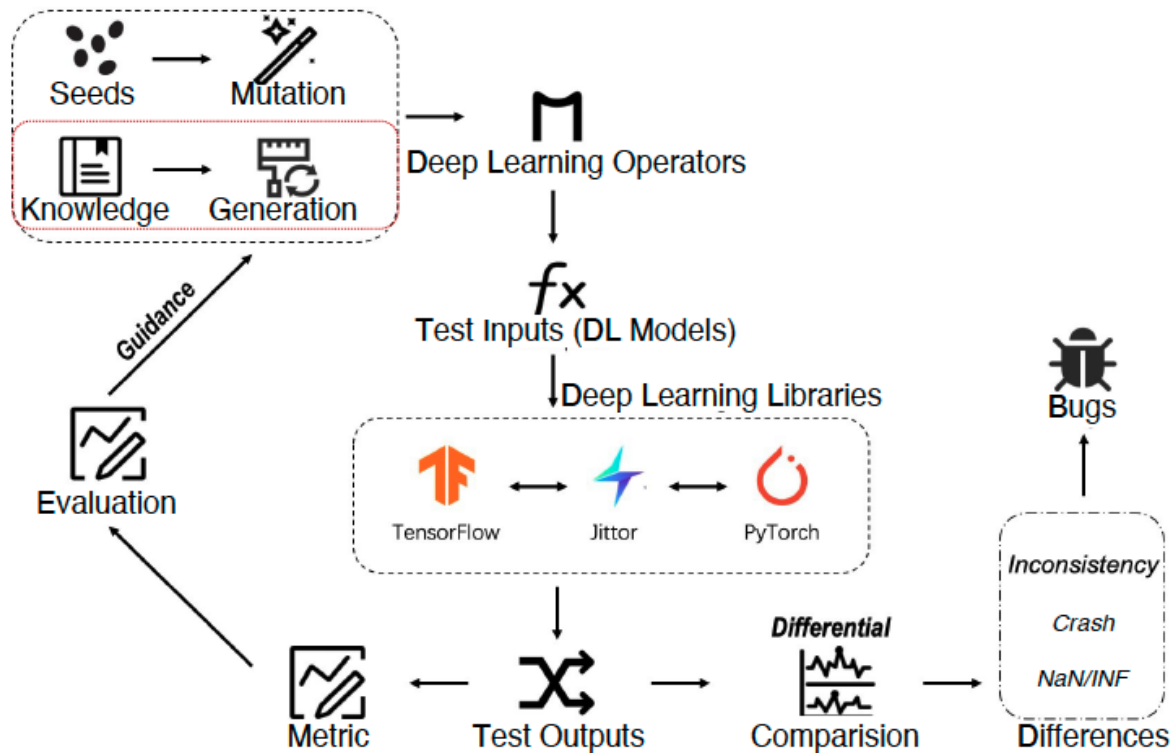 Seeds
Mutation
Knowledge
Generation
Deep Learning Operators
Test Inputs (DL Models)
Deep Learning Libraries
TensorFlow
Jittor
PyTorch
Guidance
Evaluation
Metric
Test Outputs
Differential
Comparision
Bugs
Inconsistency
Crash
NaN/INF
Differences